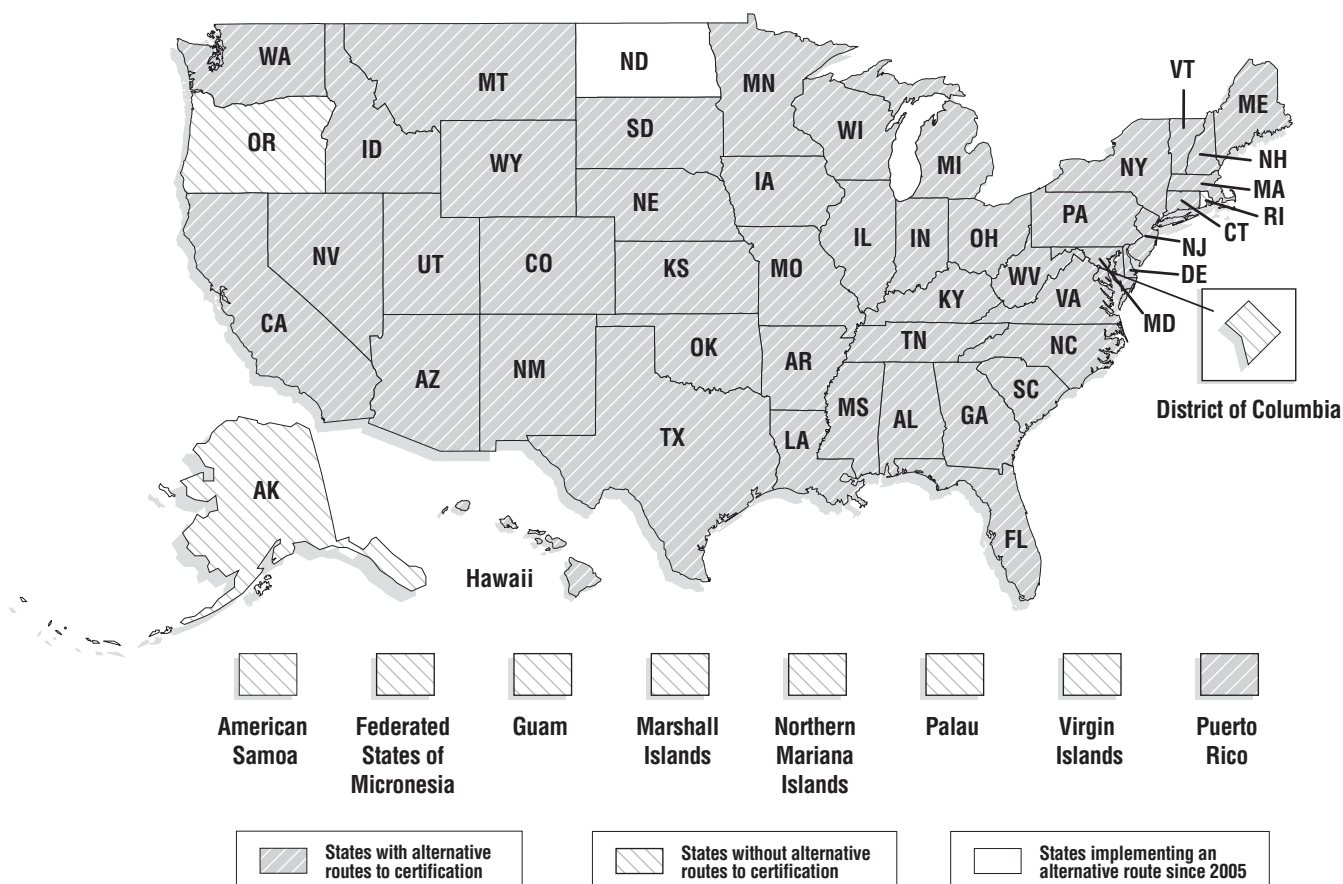 WA
MT
ND
MN
VT
ME
OR
ID
SD
WI
MI
NY
NH
WY
MA
IA
NE
PA
RI
CT
NV
UT
CO
IL
IN
OH
NJ
KS
MO
WV
DE
CA
KY
VA
MD
OK
TN
NC
AZ
NM
AR
SC
MS
AL
GA
District of Columbia
TX
LA
AK
FL
Hawaii
American
Samoa
Federated
States of
Micronesia
Guam
Marshall
Islands
Northern
Mariana
Islands
Palau
Virgin
Islands
Puerto
Rico
States with alternative
routes to certification
States without alternative
routes to certification
States implementing an
alternative route since 2005